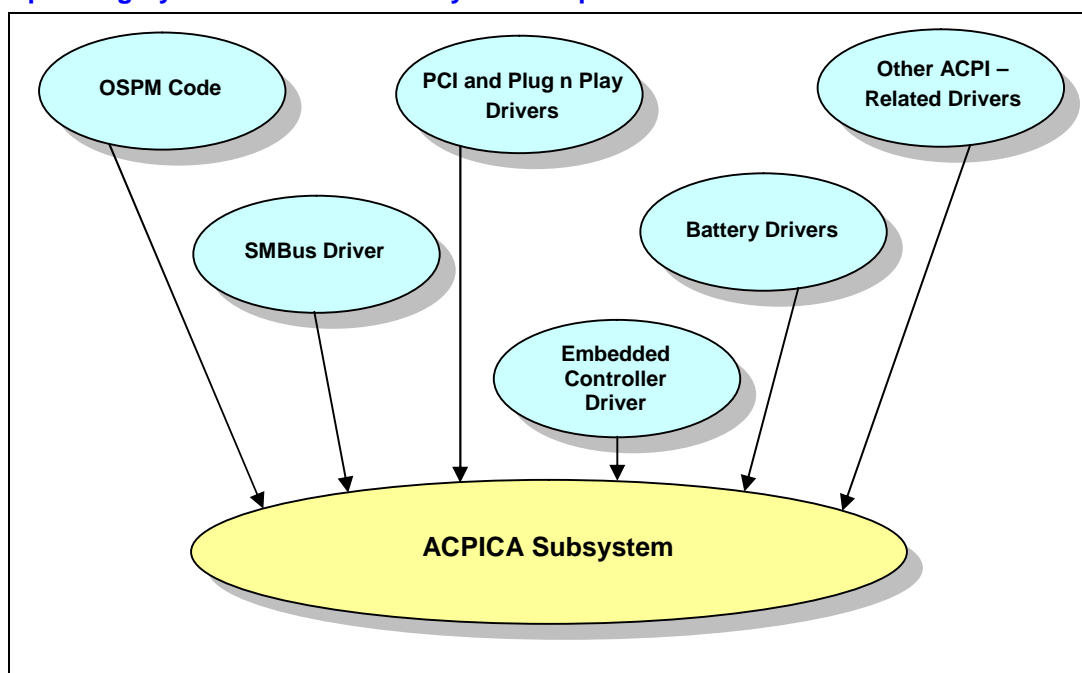 OSPM Code
PCI and Plug n Play
Drivers
Other ACPI –
Related Drivers
SMBus Driver
Battery Drivers
Embedded
Controller
Driver
ACPICA Subsystem